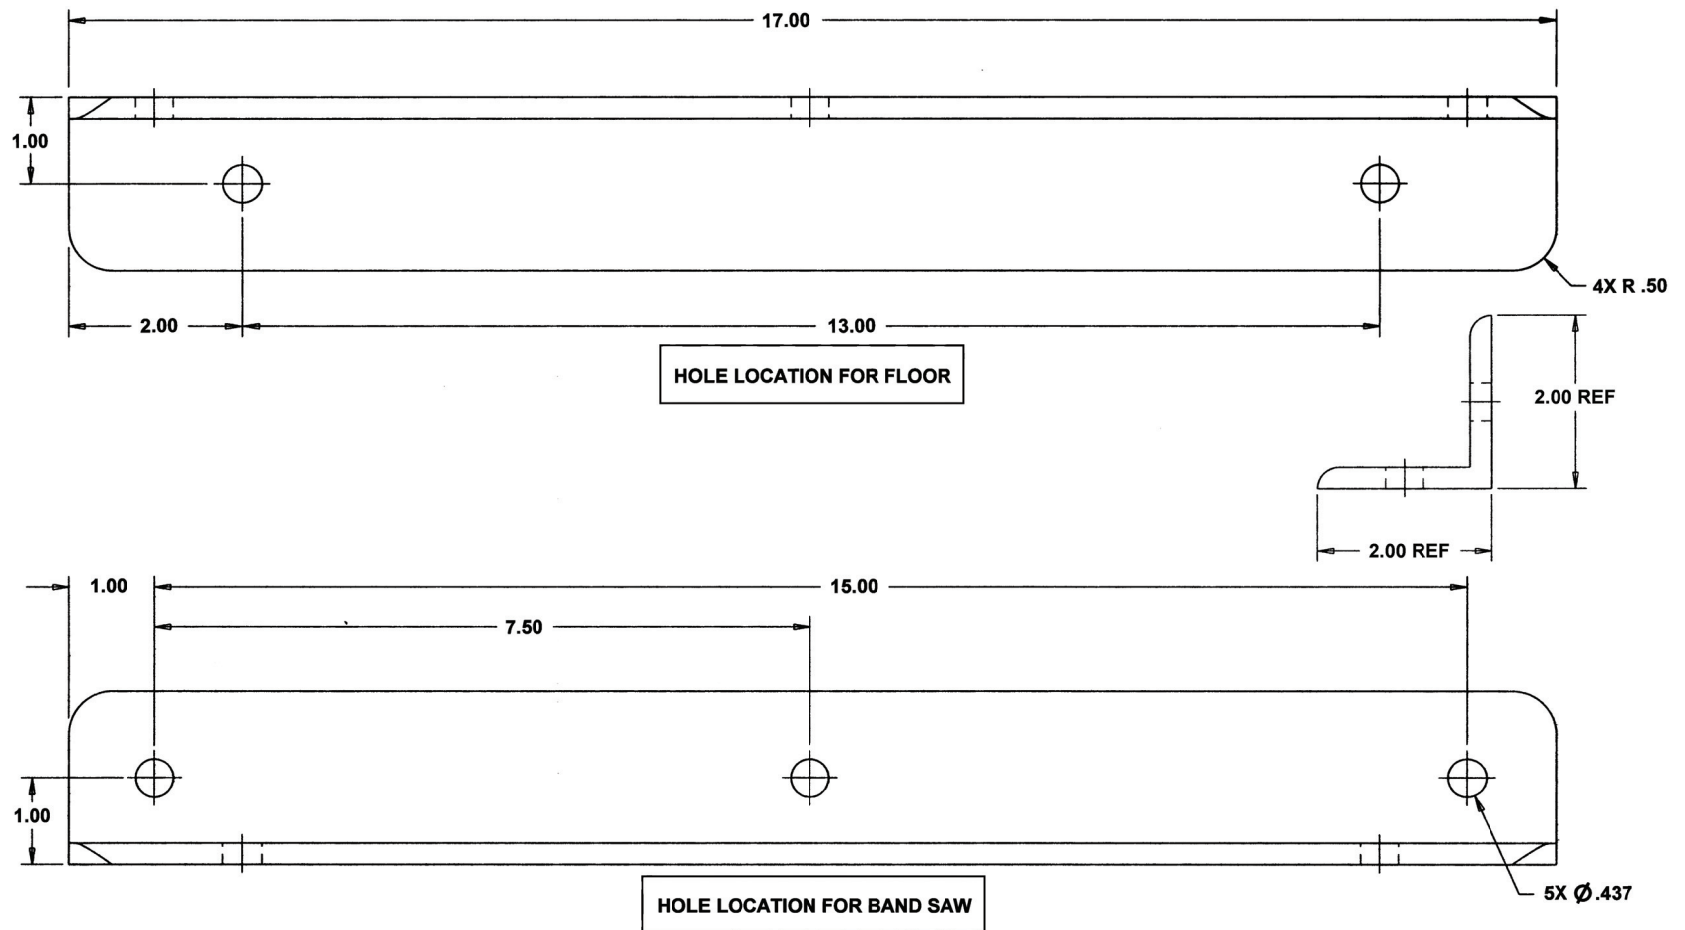 17.00
1.00
4X R .50
2.00
13.00
HOLE LOCATION FOR FLOOR
2.00 REF
2.00 REF
1.00
15.00
7.50
1.00
5X Ø.437
HOLE LOCATION FOR BAND SAW